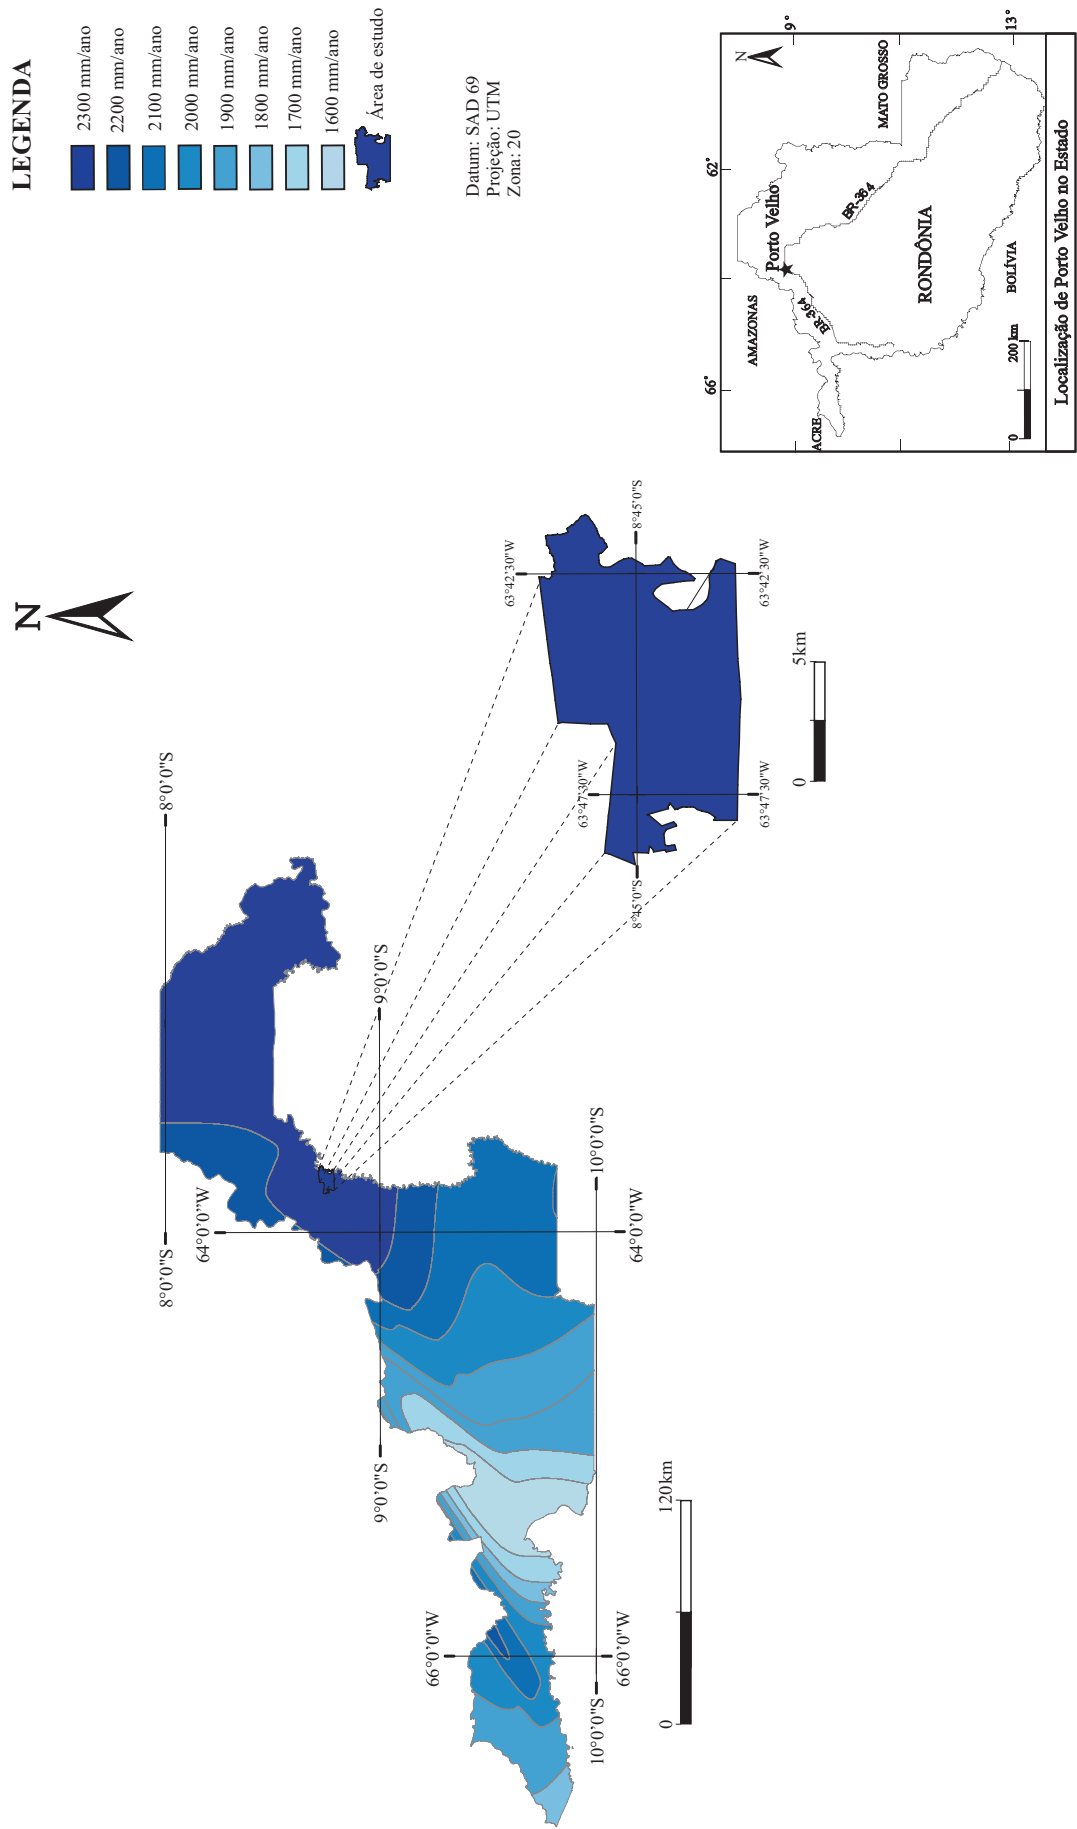 LEGENDA
2300 mm/ano
2200 mm/ano
2100 mm/ano
2000 mm/ano
1900 mm/ano
1800 mm/ano
1700 mm/ano
1600 mm/ano
Área de estudo
Datum: SAD 69
Projeção: UTM
Zona: 20
N
8°0'0"S
8°0'0"S
64°0'0"W
9°0'0"S
9°0'0"S
66°0'0"W
10°0'0"S
10°0'0"S
64°0'0"W
66°0'0"W
0
120km
63°42'30"W
63°47'30"W
8°45'0"S
8°45'0"S
63°47'30"W
63°42'30"W
0
5km
66°
62°
N
9°
13°
AMAZONAS
Porto Velho
MATO GROSSO
ACRE
BR-364
BR-364
RONDÔNIA
BOLÍVIA
0
200 km
Localização de Porto Velho no Estado